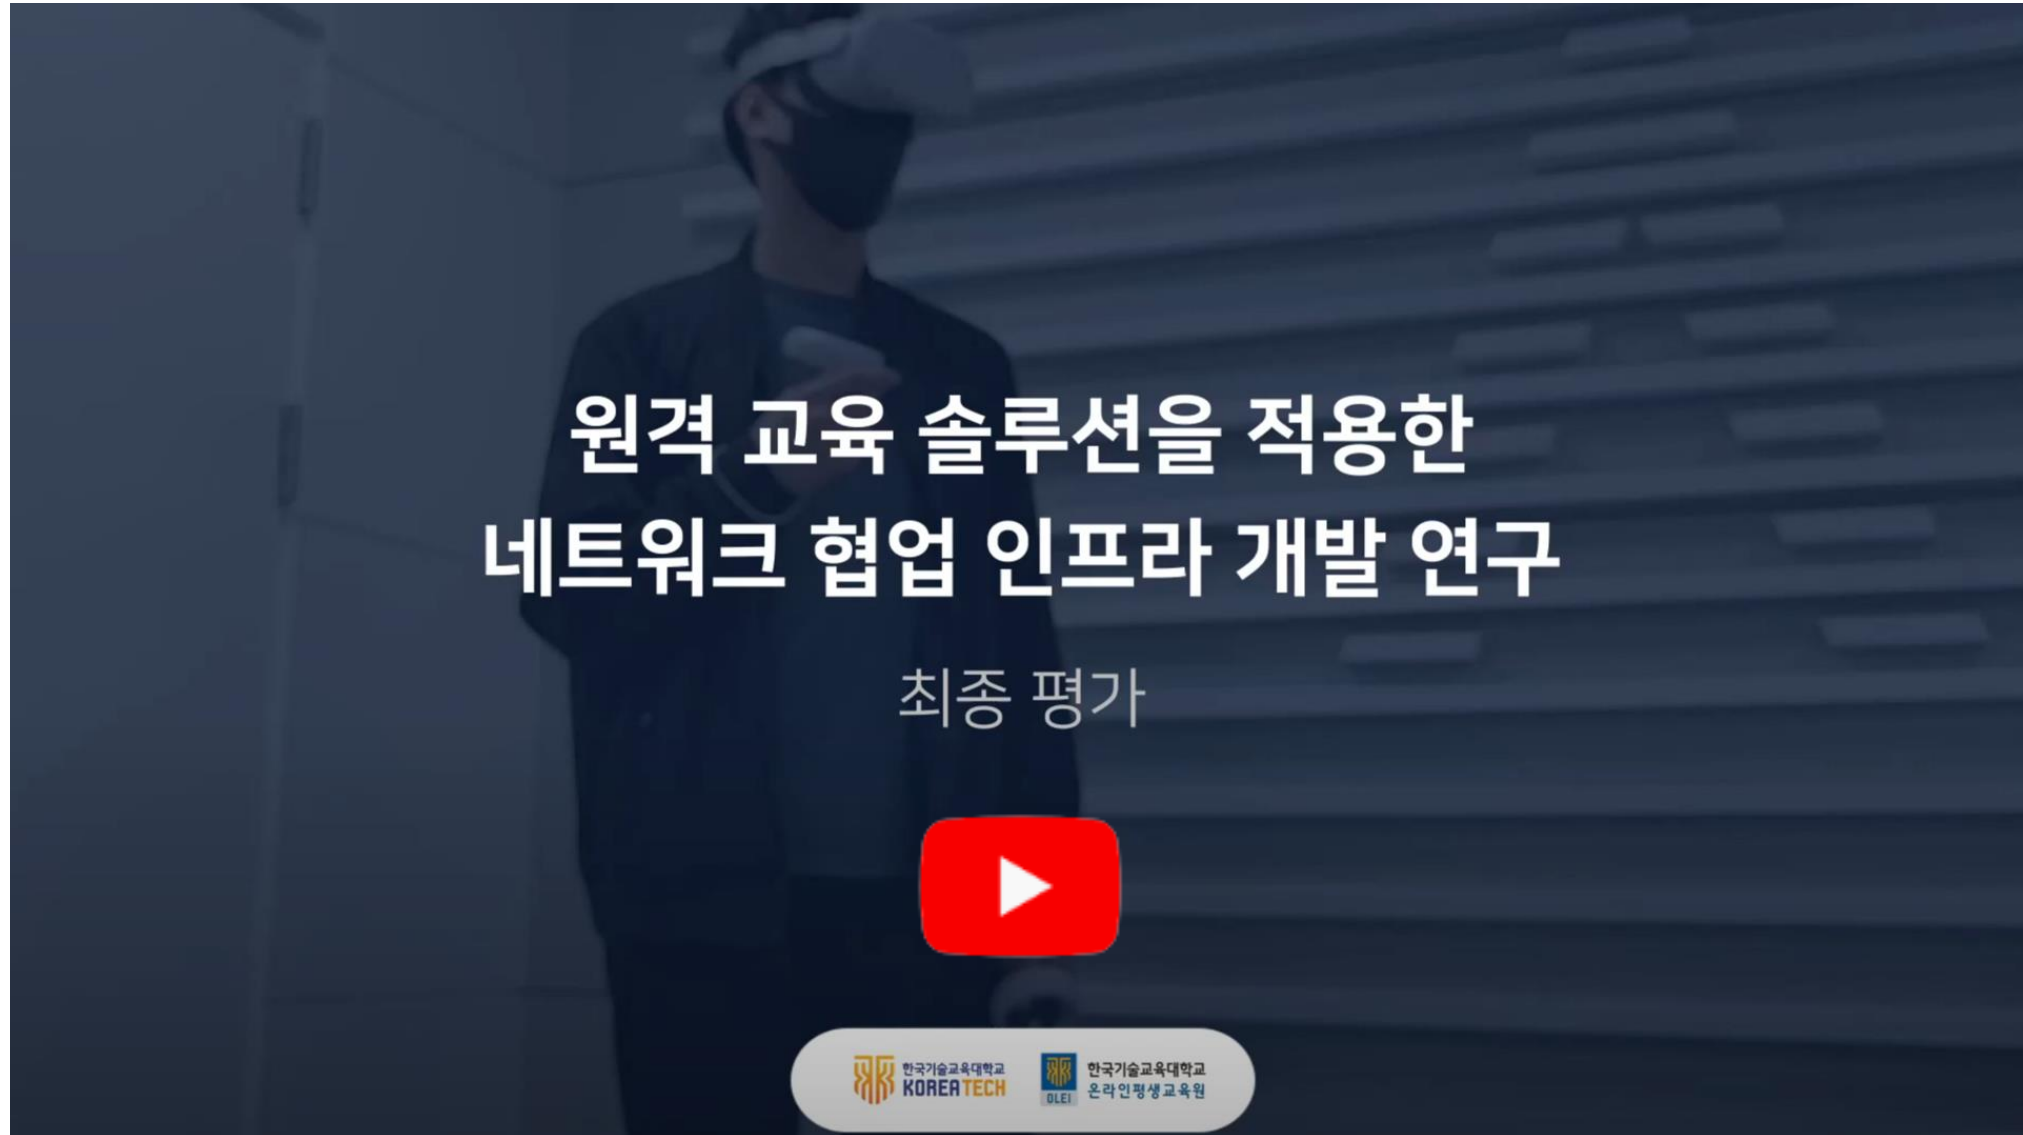 원격 교육 솔루션을 적용한
네트워크 협업 인프라 개발 연구
최종 평가
한국기술교육대학교
KOREATECH
OLEI
한국기술교육대학교
온라인평생교육원